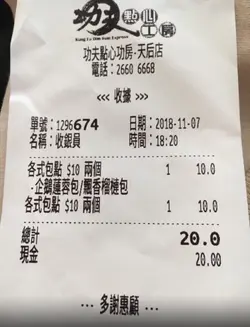 功夫點心工房
Kung Fu Dim Sum Express
功夫點心功房-天后店
電話：2660 6668
<<< 收據 >>>
單號：1296674 日期：2018-11-07
名稱：收銀員 時間：18:20
各式包點 $10 兩個 1 10.0
-企鵝蓮蓉包/飄香榴槤包
各式包點 $10 兩個 1 10.0
總計 20.0
現金 20.00
--- 多謝惠顧 ---